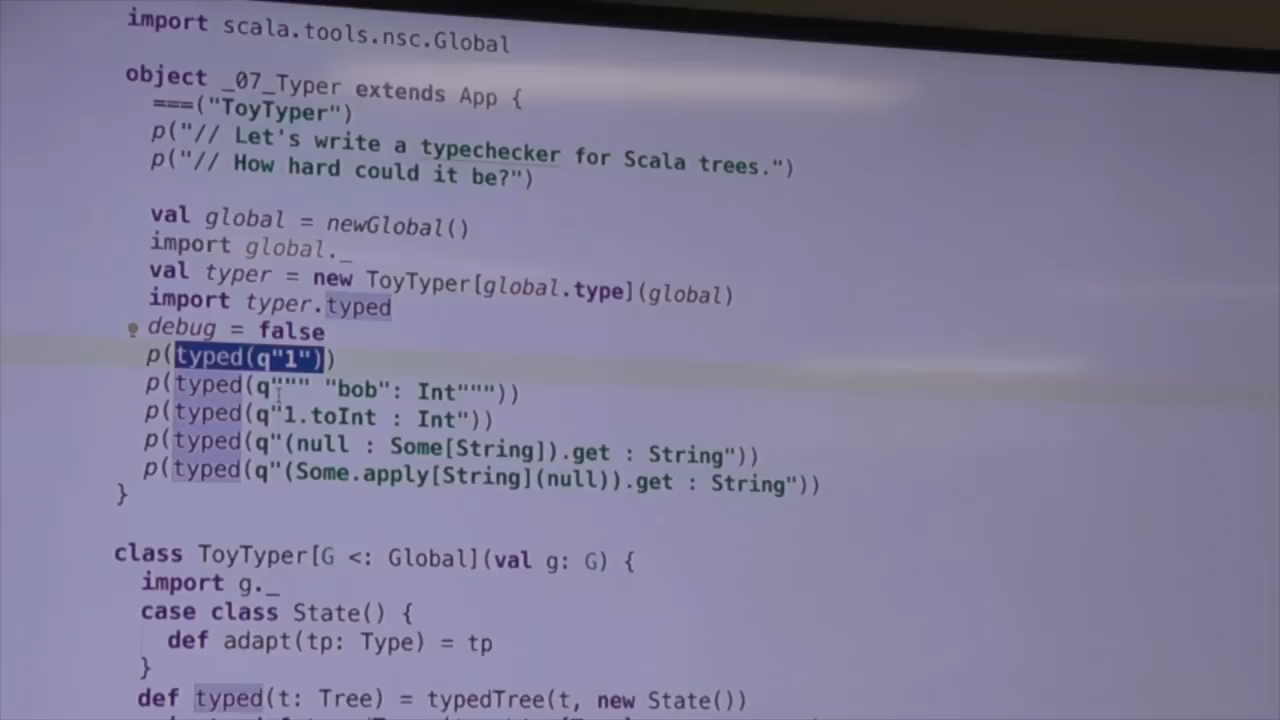 import scala.tools.nsc.Global
object _07_Typer extends App {
===("ToyTyper")
p("// Let's write a typechecker for Scala trees.")
p("// How hard could it be?")
val global = newGlobal()
import global._
val typer = new ToyTyper[global.type](global)
import typer.typed
debug = false
p(typed(q"1"))
p(typed(q""" "bob": Int"""))
p(typed(q"1.toInt : Int"))
p(typed(q"(null : Some[String]).get : String"))
p(typed(q"(Some.apply[String](null)).get : String"))
}
class ToyTyper[G <: Global](val g: G) {
import g._
case class State() {
def adapt(tp: Type) = tp
}
def typed(t: Tree) = typedTree(t, new State())